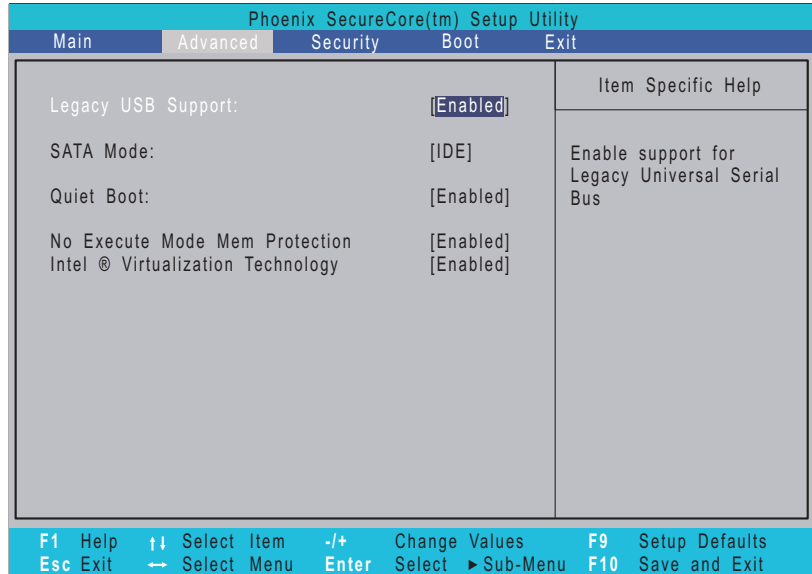 Phoenix SecureCore(tm) Setup Utility
Main Advanced Security Boot Exit
Legacy USB Support: [Enabled]
SATA Mode: [IDE]
Quiet Boot: [Enabled]
No Execute Mode Mem Protection [Enabled]
Intel ® Virtualization Technology [Enabled]
Item Specific Help
Enable support for
Legacy Universal Serial
Bus
F1 Help ↑↓ Select Item -/+ Change Values F9 Setup Defaults
Esc Exit ↔ Select Menu Enter Select ►Sub-Menu F10 Save and Exit